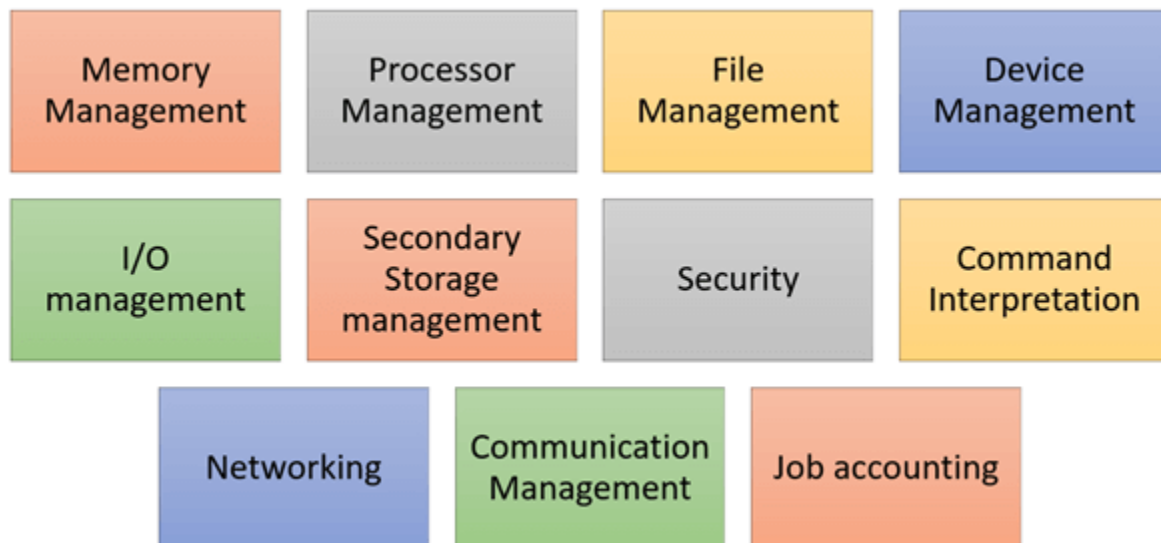 Memory
Management
Processor
Management
File
Management
Device
Management
I/O
management
Secondary
Storage
management
Security
Command
Interpretation
Networking
Communication
Management
Job accounting